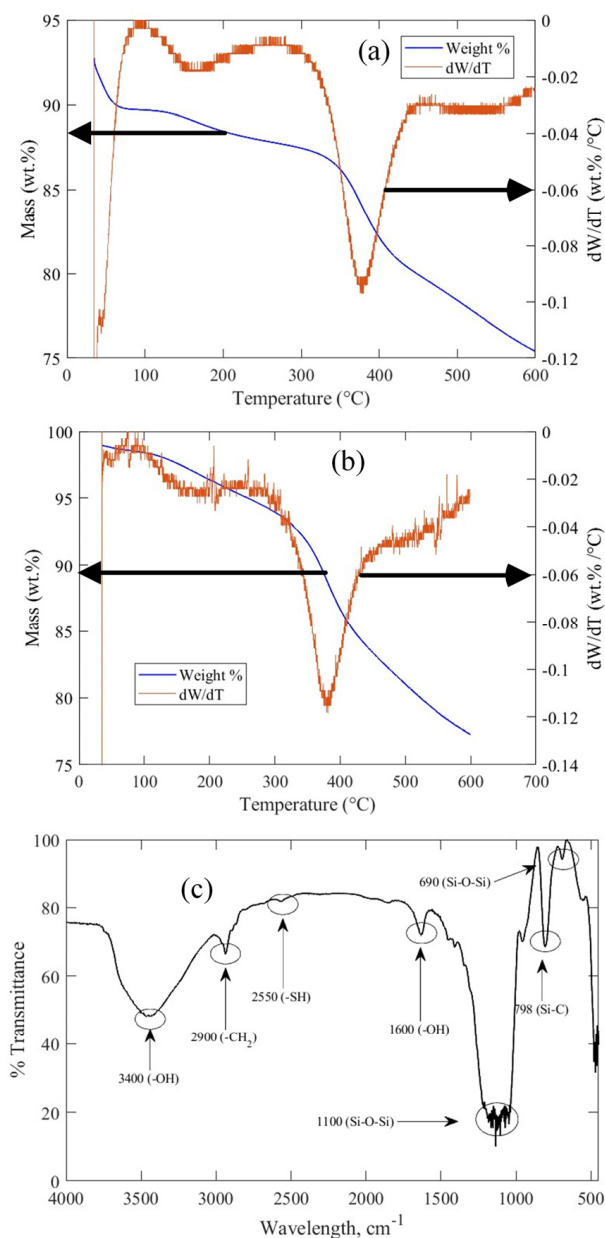 95
90
85
80
75
Mass (wt.%)
(a)
Weight %
dW/dT
0
-0.02
-0.04
-0.06
-0.08
-0.1
-0.12
dW/dT (wt.% /°C)
0
100
200
300
400
500
600
Temperature (°C)
100
95
90
85
80
75
Mass (wt.%)
(b)
Weight %
dW/dT
0
-0.02
-0.04
-0.06
-0.08
-0.1
-0.12
-0.14
dW/dT (wt.% /°C)
0
100
200
300
400
500
600
700
Temperature (°C)
100
80
60
40
20
0
% Transmittance
(c)
690 (Si-O-Si)
2550 (-SH)
798 (Si-C)
2900 (-CH₂)
1600 (-OH)
3400 (-OH)
1100 (Si-O-Si)
4000
3500
3000
2500
2000
1500
1000
500
Wavelength, cm⁻¹